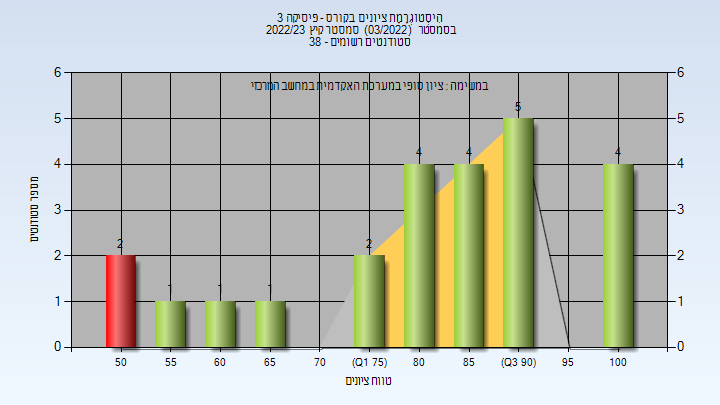 היסטוגרמת ציונים בקורס - פיסיקה 3
בסמסטר (03/2022) סמסטר קיץ 2022/23
סטודנטים רשומים - 38
במשימה : ציון סופי במערכת האקדמית במחשב המרכזי
מספר סטודנטים
6 6
5 5
4 4
3 3
2 2
1 1
0 0
2 1 1 1 2 4 4 5 4
50 55 60 65 70 (Q1 75) 80 85 (Q3 90) 95 100
טווח ציונים